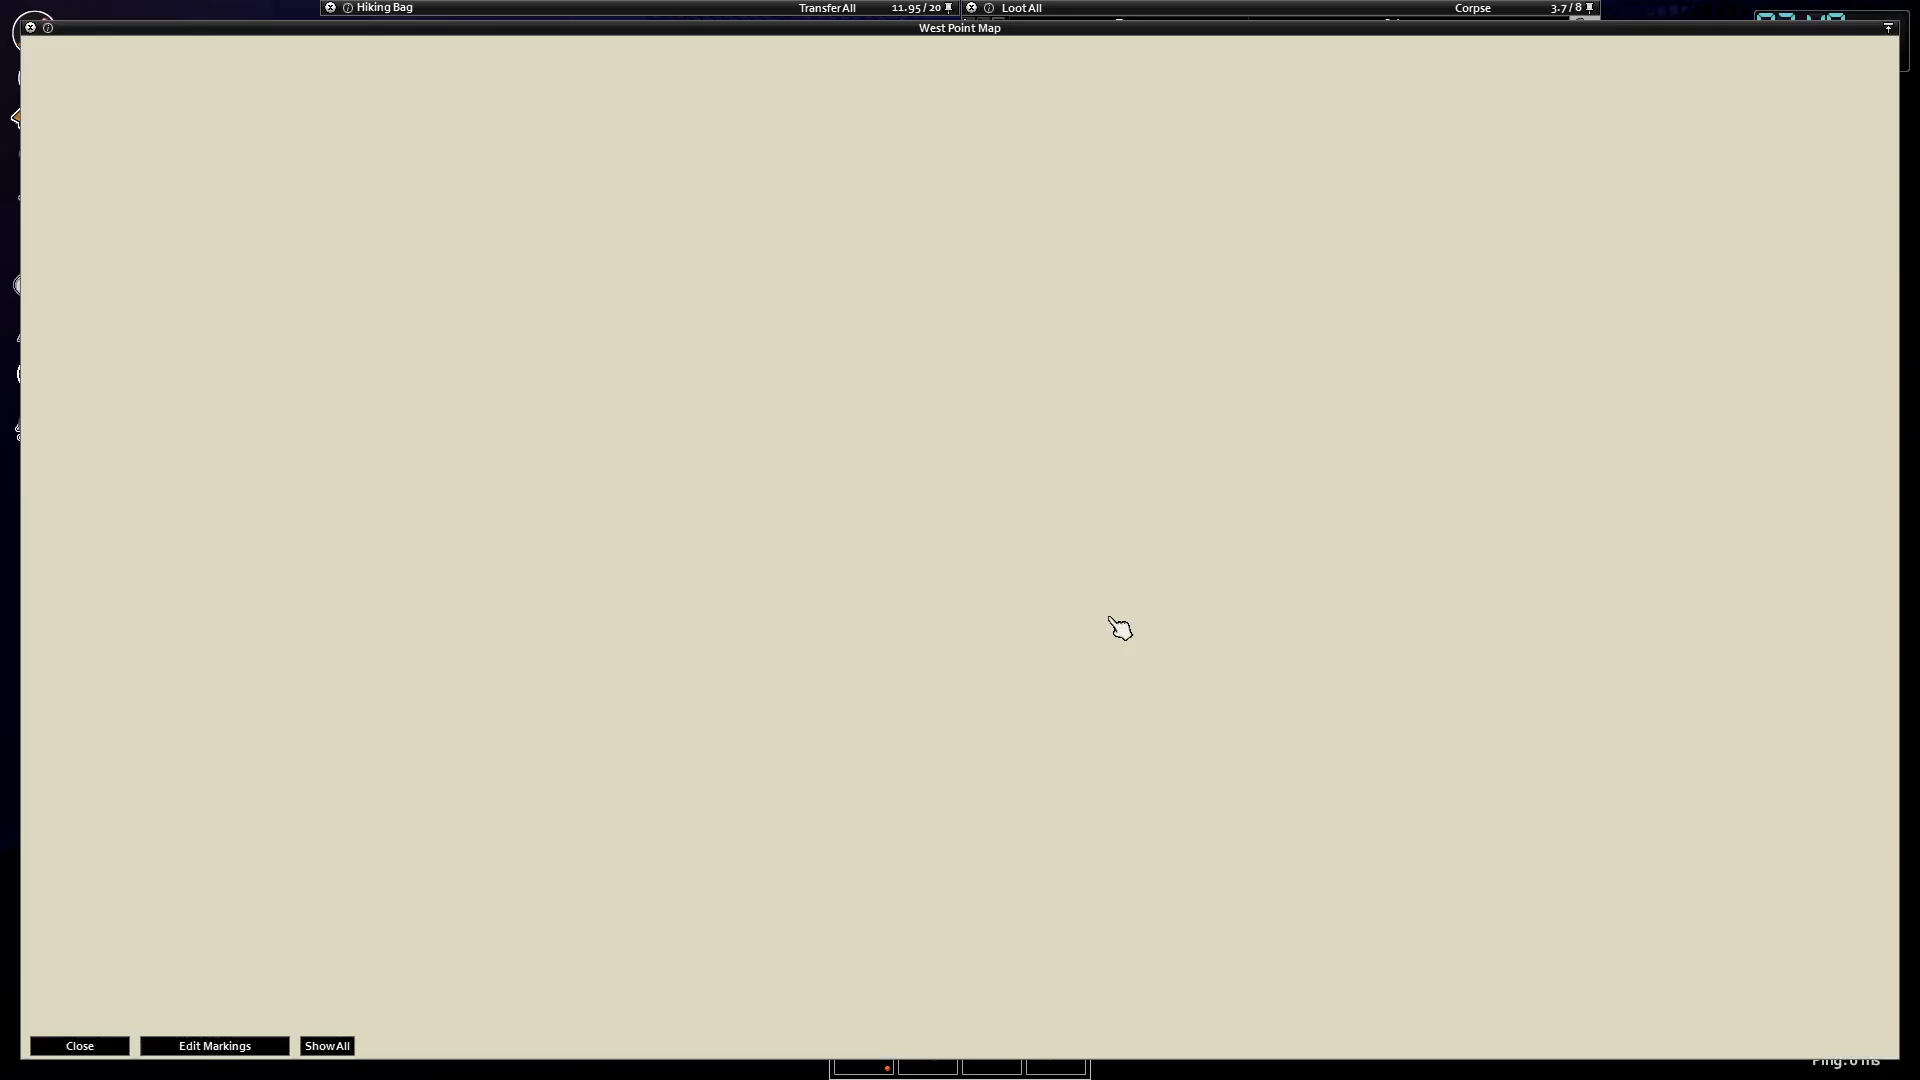 Hiking Bag
Transfer All
11.95 / 20
Loot All
Corpse
3.7 / 8
West Point Map
Close
Edit Markings
Show All